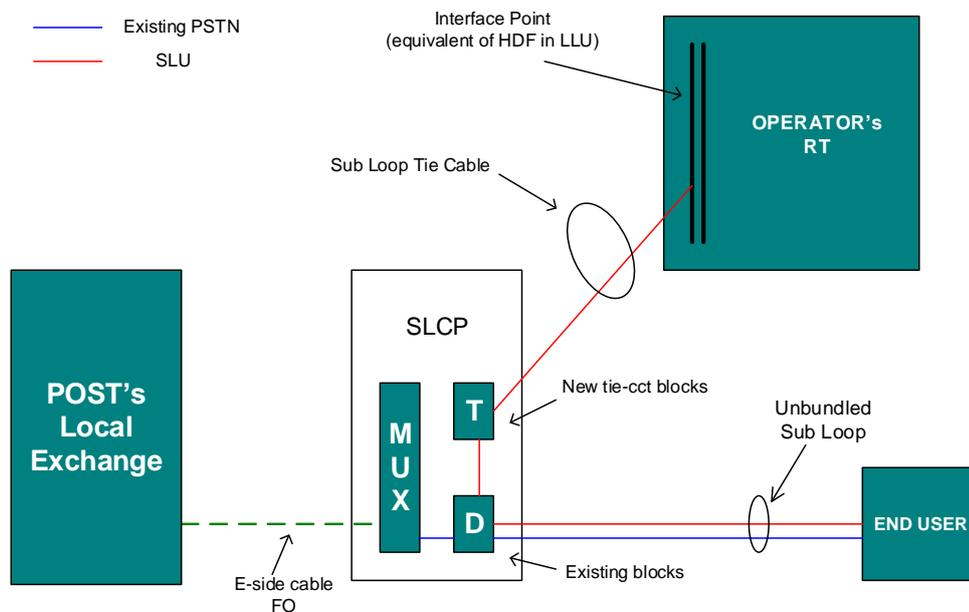 Existing PSTN
SLU
Interface Point
(equivalent of HDF in LLU)
OPERATOR's
RT
Sub Loop Tie Cable
SLCP
POST's
Local
Exchange
MUX
T
New tie-cct blocks
D
Existing blocks
Unbundled
Sub Loop
END USER
E-side cable
FO